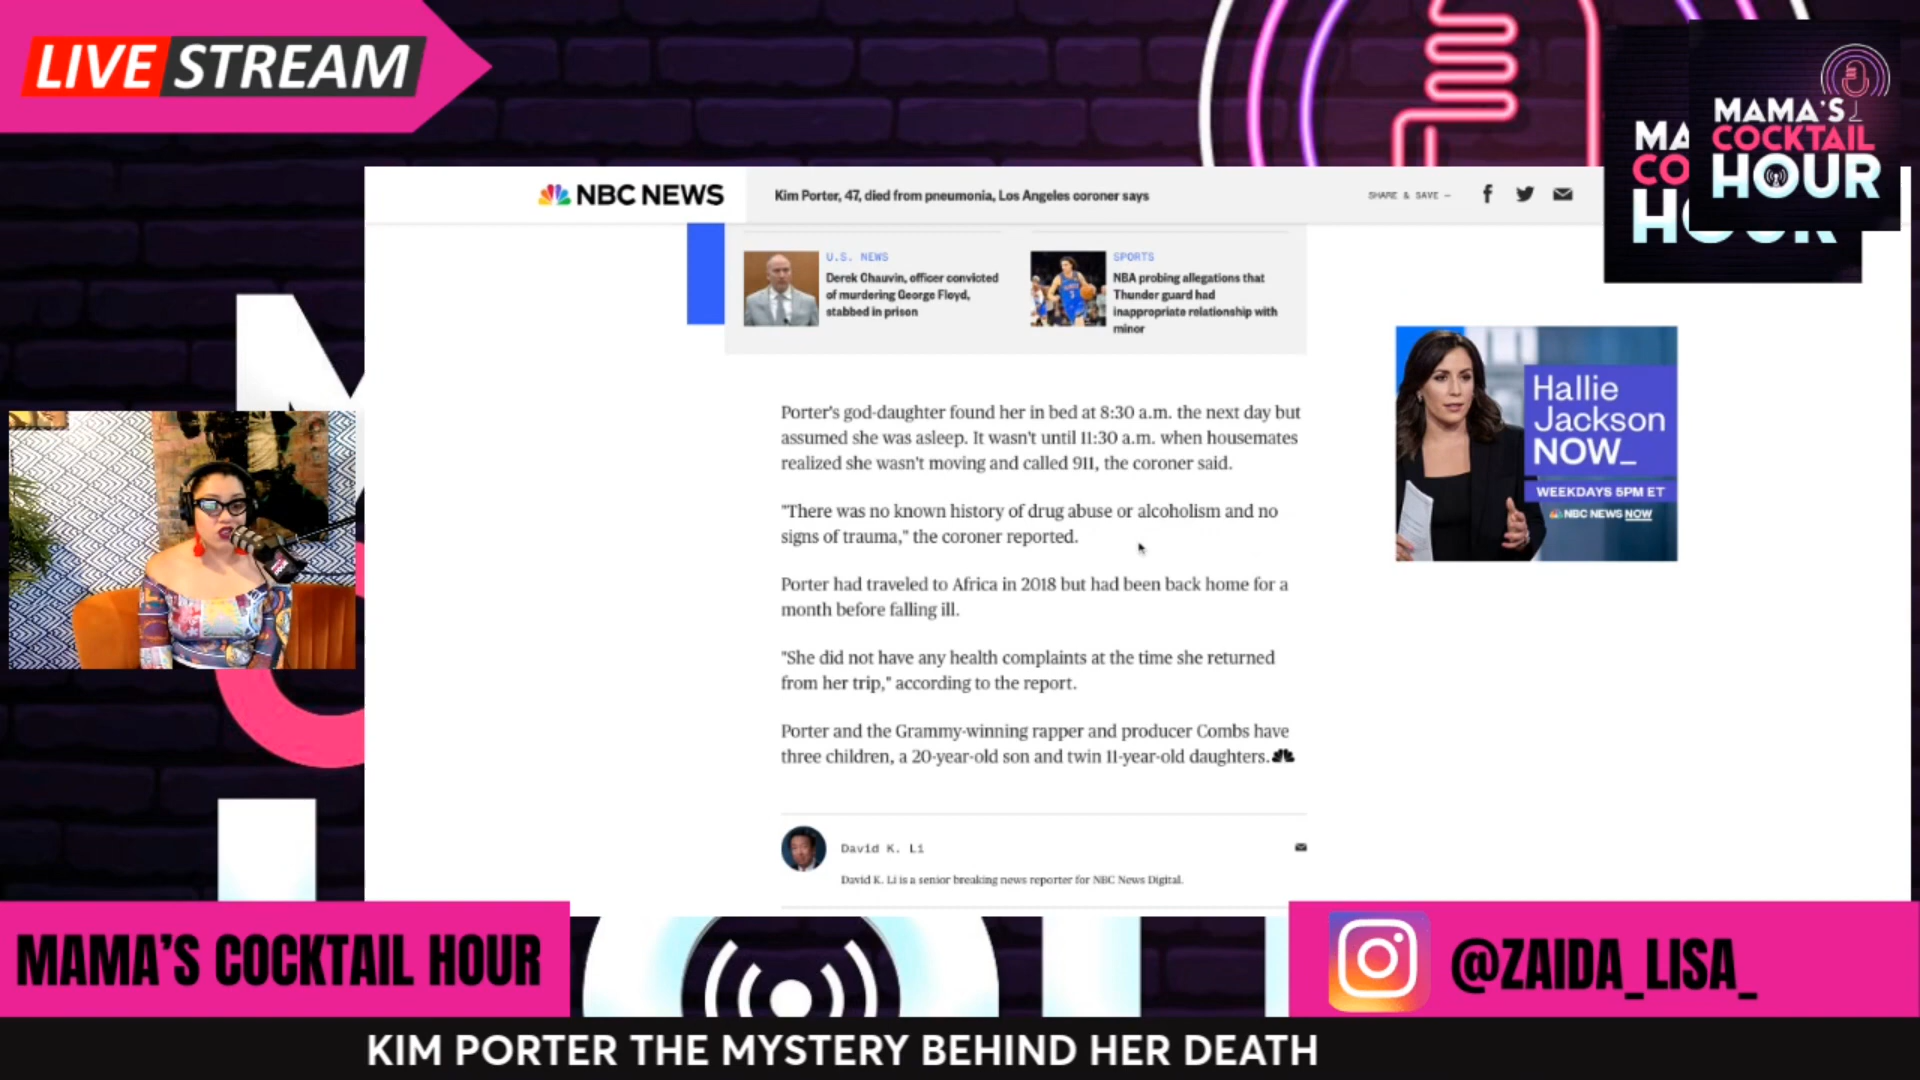 LIVE STREAM
MAMA'S
COCKTAIL
HOUR
MA
CO
HOUR
NBC NEWS
Kim Porter, 47, died from pneumonia, Los Angeles coroner says
SHARE & SAVE —
U.S. NEWS
Derek Chauvin, officer convicted
of murdering George Floyd,
stabbed in prison
SPORTS
NBA probing allegations that
Thunder guard had
inappropriate relationship with
minor
Porter's god-daughter found her in bed at 8:30 a.m. the next day but
assumed she was asleep. It wasn't until 11:30 a.m. when housemates
realized she wasn't moving and called 911, the coroner said.
"There was no known history of drug abuse or alcoholism and no
signs of trauma," the coroner reported.
Porter had traveled to Africa in 2018 but had been back home for a
month before falling ill.
"She did not have any health complaints at the time she returned
from her trip," according to the report.
Porter and the Grammy-winning rapper and producer Combs have
three children, a 20-year-old son and twin 11-year-old daughters.
Hallie
Jackson
NOW_
WEEKDAYS 5PM ET
NBC NEWS NOW
David K. Li
David K. Li is a senior breaking news reporter for NBC News Digital.
MAMA'S COCKTAIL HOUR
@ZAIDA_LISA_
KIM PORTER THE MYSTERY BEHIND HER DEATH